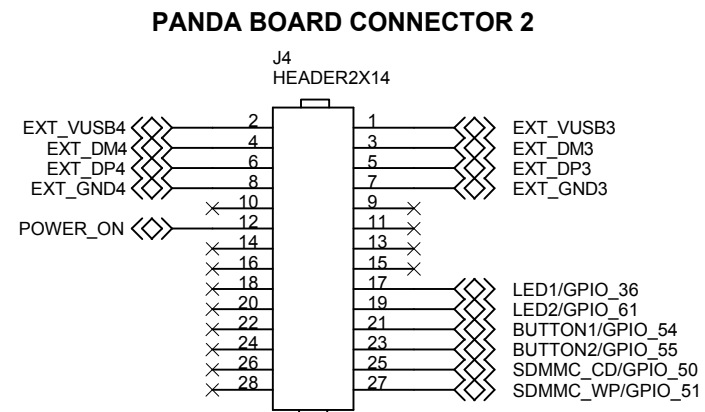 PANDA BOARD CONNECTOR 2
J4
HEADER2X14
EXT_VUSB4 2 1 EXT_VUSB3
EXT_DM4 4 3 EXT_DM3
EXT_DP4 6 5 EXT_DP3
EXT_GND4 8 7 EXT_GND3
10 9
POWER_ON 12 11
14 13
16 15
18 17 LED1/GPIO_36
20 19 LED2/GPIO_61
22 21 BUTTON1/GPIO_54
24 23 BUTTON2/GPIO_55
26 25 SDMMC_CD/GPIO_50
28 27 SDMMC_WP/GPIO_51